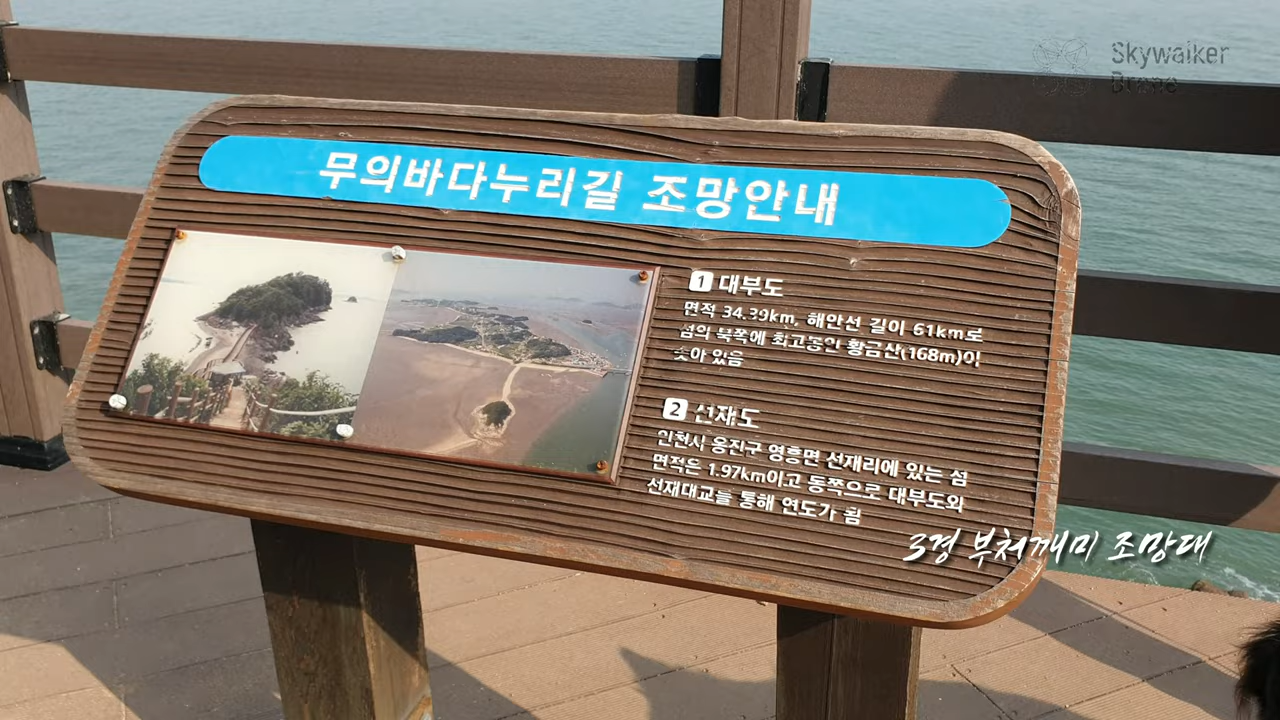 Skywalker
Drone
무의바다누리길 조망안내
1 대부도
면적 34.39km, 해안선 길이 61km로
섬의 북쪽에 최고봉인 황금산(168m)이
솟아 있음
2 선재도
인천시 옹진구 영흥면 선재리에 있는 섬
면적은 1.97km이고 동쪽으로 대부도와
선재대교를 통해 연도가 됨
3경 부처깨미 조망대